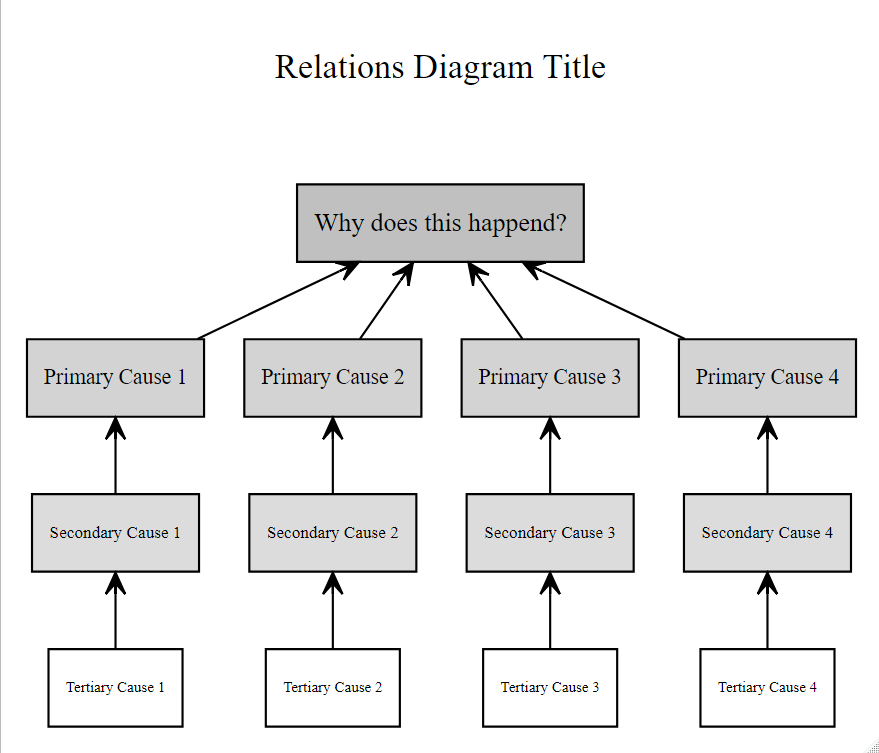 Relations Diagram Title
Why does this happend?
Primary Cause 1
Primary Cause 2
Primary Cause 3
Primary Cause 4
Secondary Cause 1
Secondary Cause 2
Secondary Cause 3
Secondary Cause 4
Tertiary Cause 1
Tertiary Cause 2
Tertiary Cause 3
Tertiary Cause 4